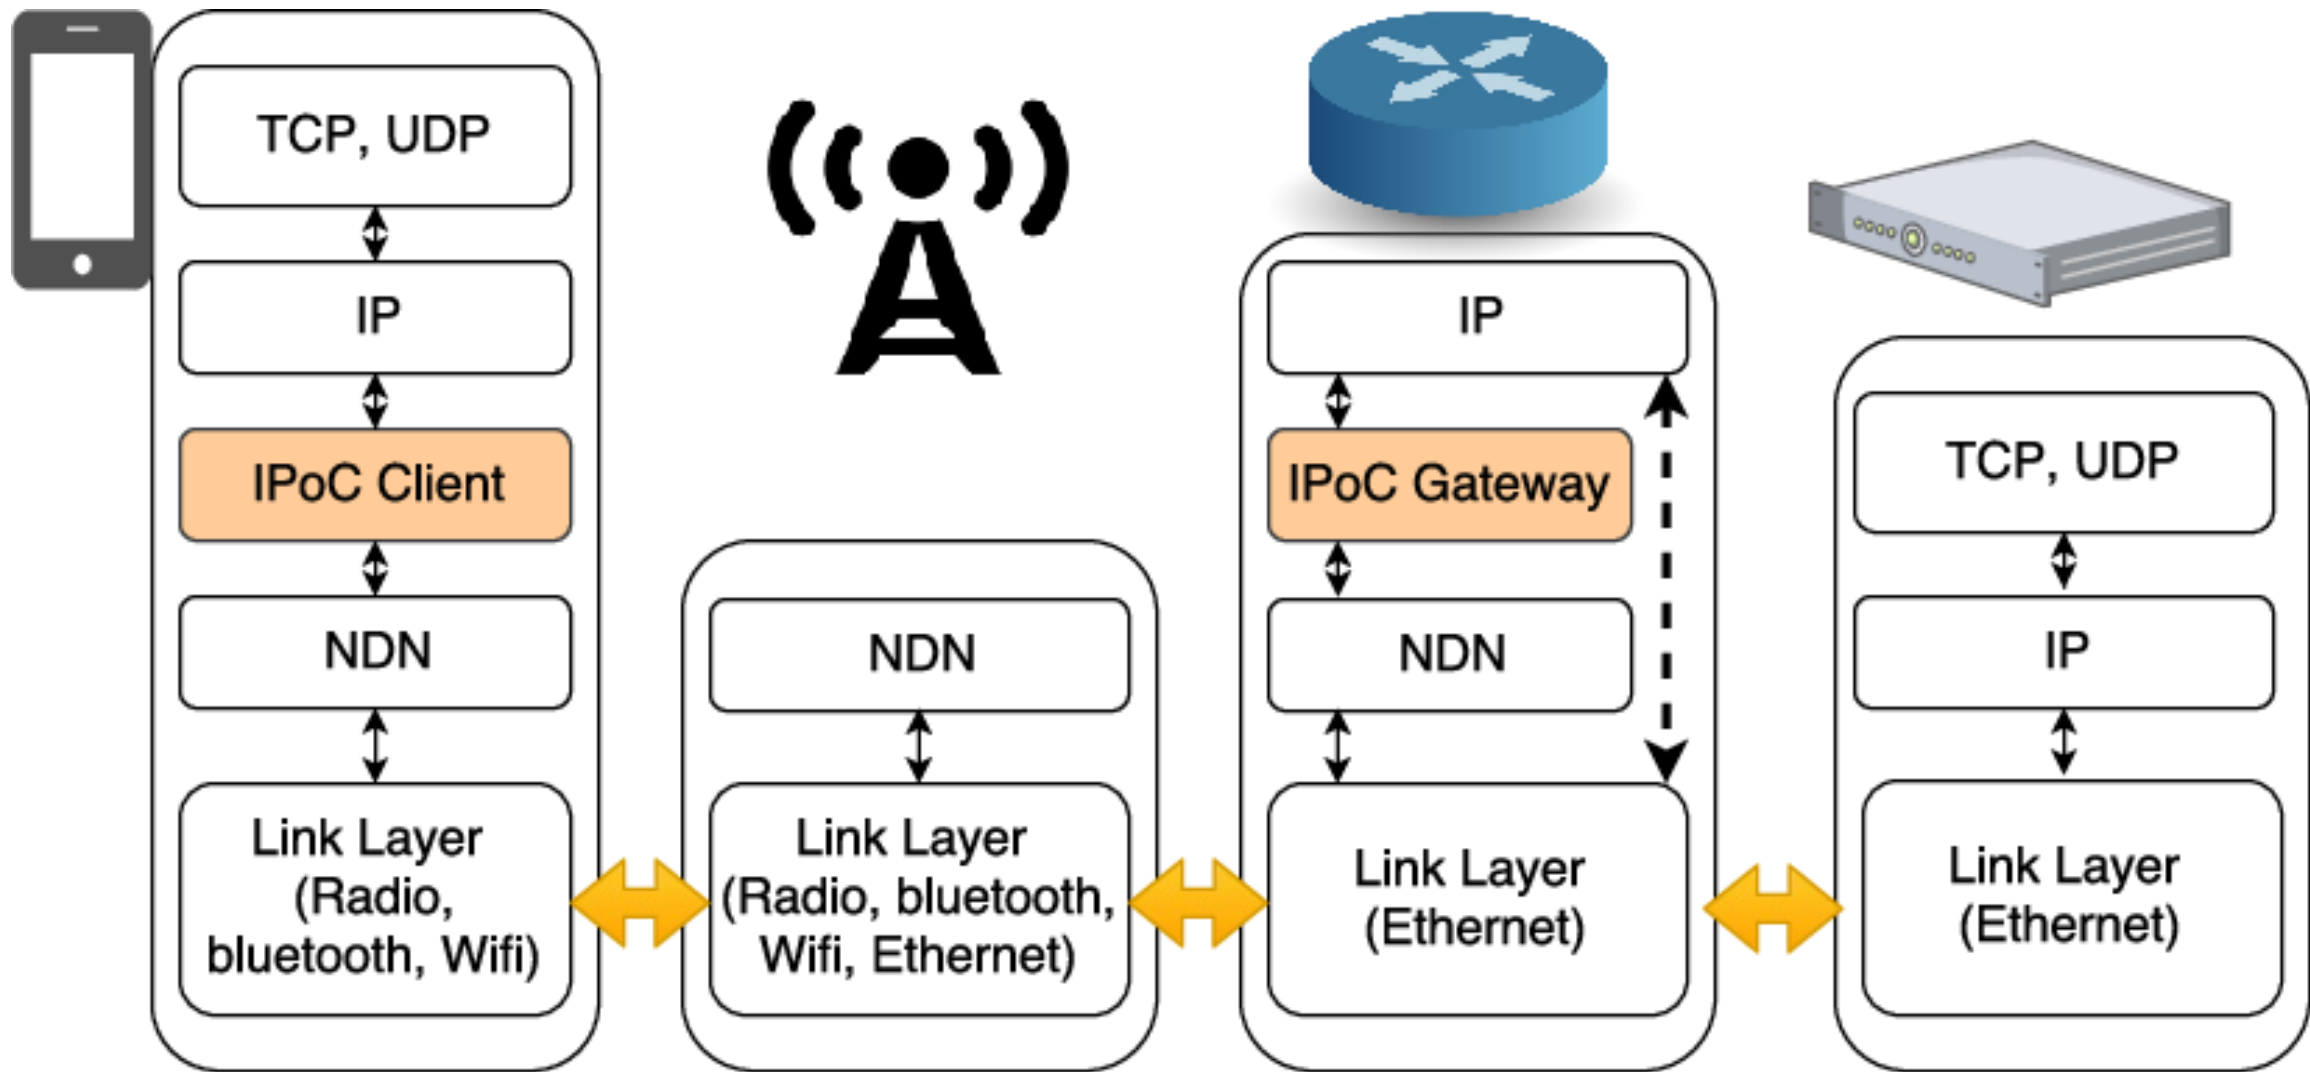 TCP, UDP
IP
IPoC Client
NDN
Link Layer
(Radio,
bluetooth, Wifi)
NDN
Link Layer
(Radio, bluetooth,
Wifi, Ethernet)
IP
IPoC Gateway
NDN
Link Layer
(Ethernet)
TCP, UDP
IP
Link Layer
(Ethernet)